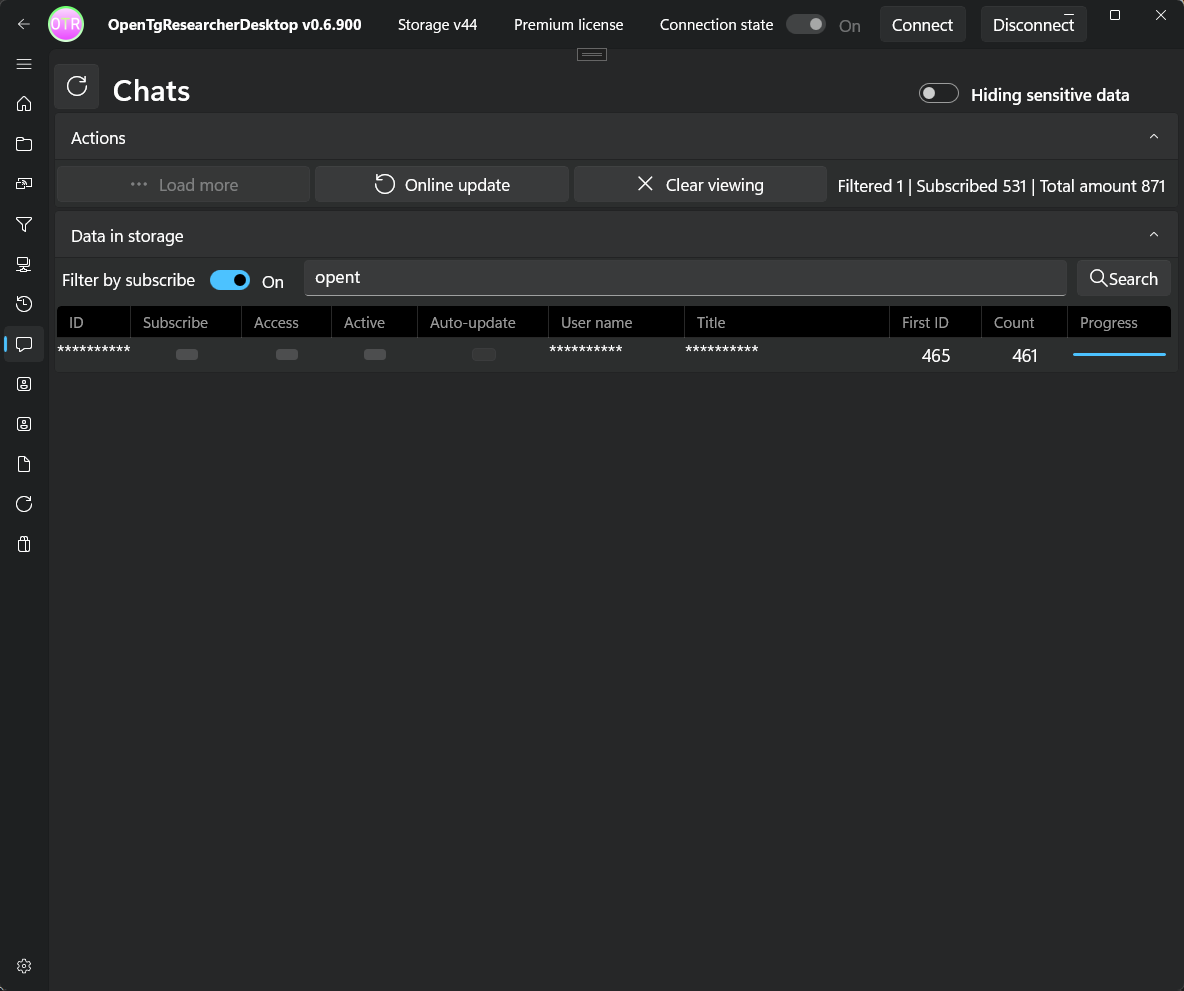 OTR OpenTgResearcherDesktop v0.6.900 Storage v44 Premium license Connection state On Connect Disconnect
Chats Hiding sensitive data
Actions
Load more Online update Clear viewing Filtered 1 | Subscribed 531 | Total amount 871
Data in storage
Filter by subscribe On opent Search
ID Subscribe Access Active Auto-update User name Title First ID Count Progress
********** ********** ********** 465 461